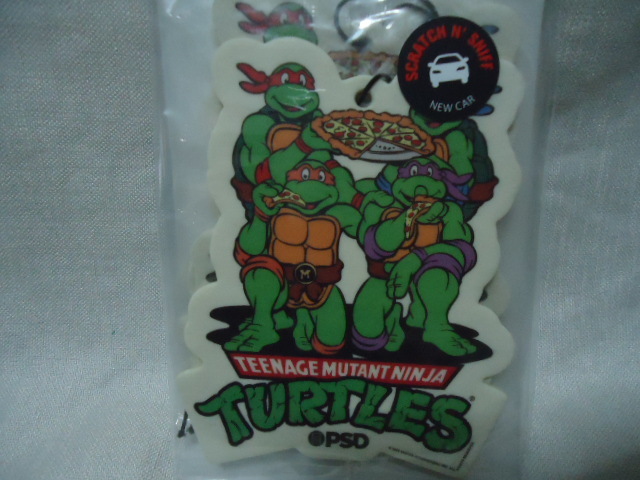 SCRATCH N' SNIFF
NEW CAR
M
TEENAGE MUTANT NINJA
TURTLES®
PSD